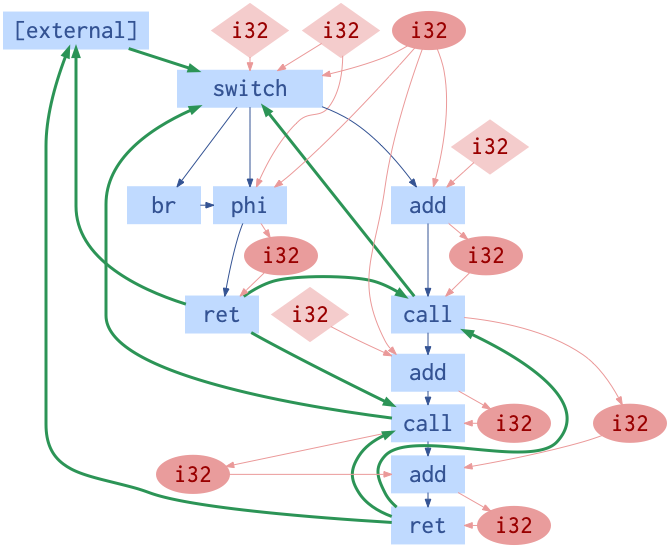 [external] i32 i32 i32
switch
i32
br phi add
i32 i32
ret i32 call
add
call i32 i32
i32 add
ret i32